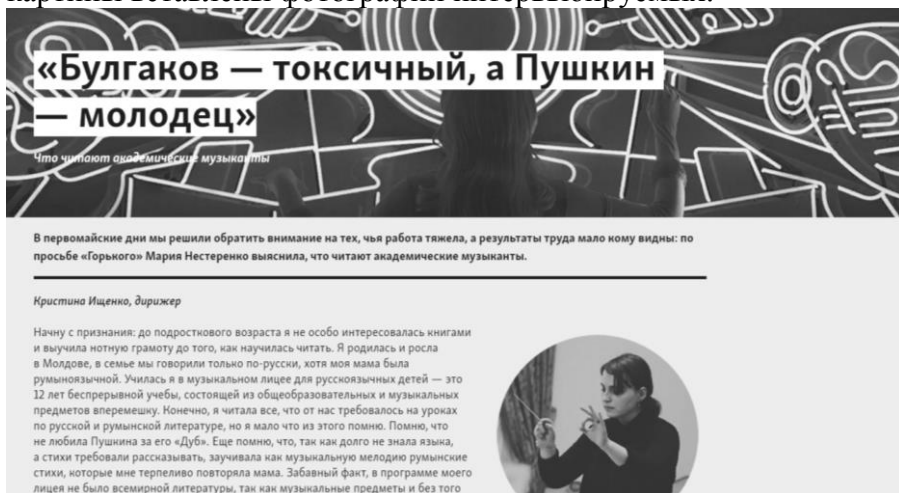 картины вставлены фотографии интервьюируемых.
«Булгаков — токсичный, а Пушкин
— молодец»
Что читают академические музыканты
В первомайские дни мы решили обратить внимание на тех, чья работа тяжела, а результаты труда мало кому видны: по
просьбе «Горького» Мария Нестеренко выяснила, что читают академические музыканты.
Кристина Ищенко, дирижер
Начну с признания: до подросткового возраста я не особо интересовалась книгами
и выучила нотную грамоту до того, как научилась читать. Я родилась и росла
в Молдове, в семье мы говорили только по-русски, хотя моя мама была
румыноязычной. Училась я в музыкальном лицее для русскоязычных детей — это
12 лет беспрерывной учебы, состоящей из общеобразовательных и музыкальных
предметов вперемешку. Конечно, я читала все, что от нас требовалось на уроках
по русской и румынской литературе, но я мало что из этого помню. Помню, что
не любила Пушкина за его «Дуб». Еще помню, что, так как долго не знала языка,
а стихи требовали рассказывать, заучивала как музыкальную мелодию румынские
стихи, которые мне терпеливо повторяла мама. Забавный факт, в программе моего
лицея не было всемирной литературы, так как музыкальные предметы и без того